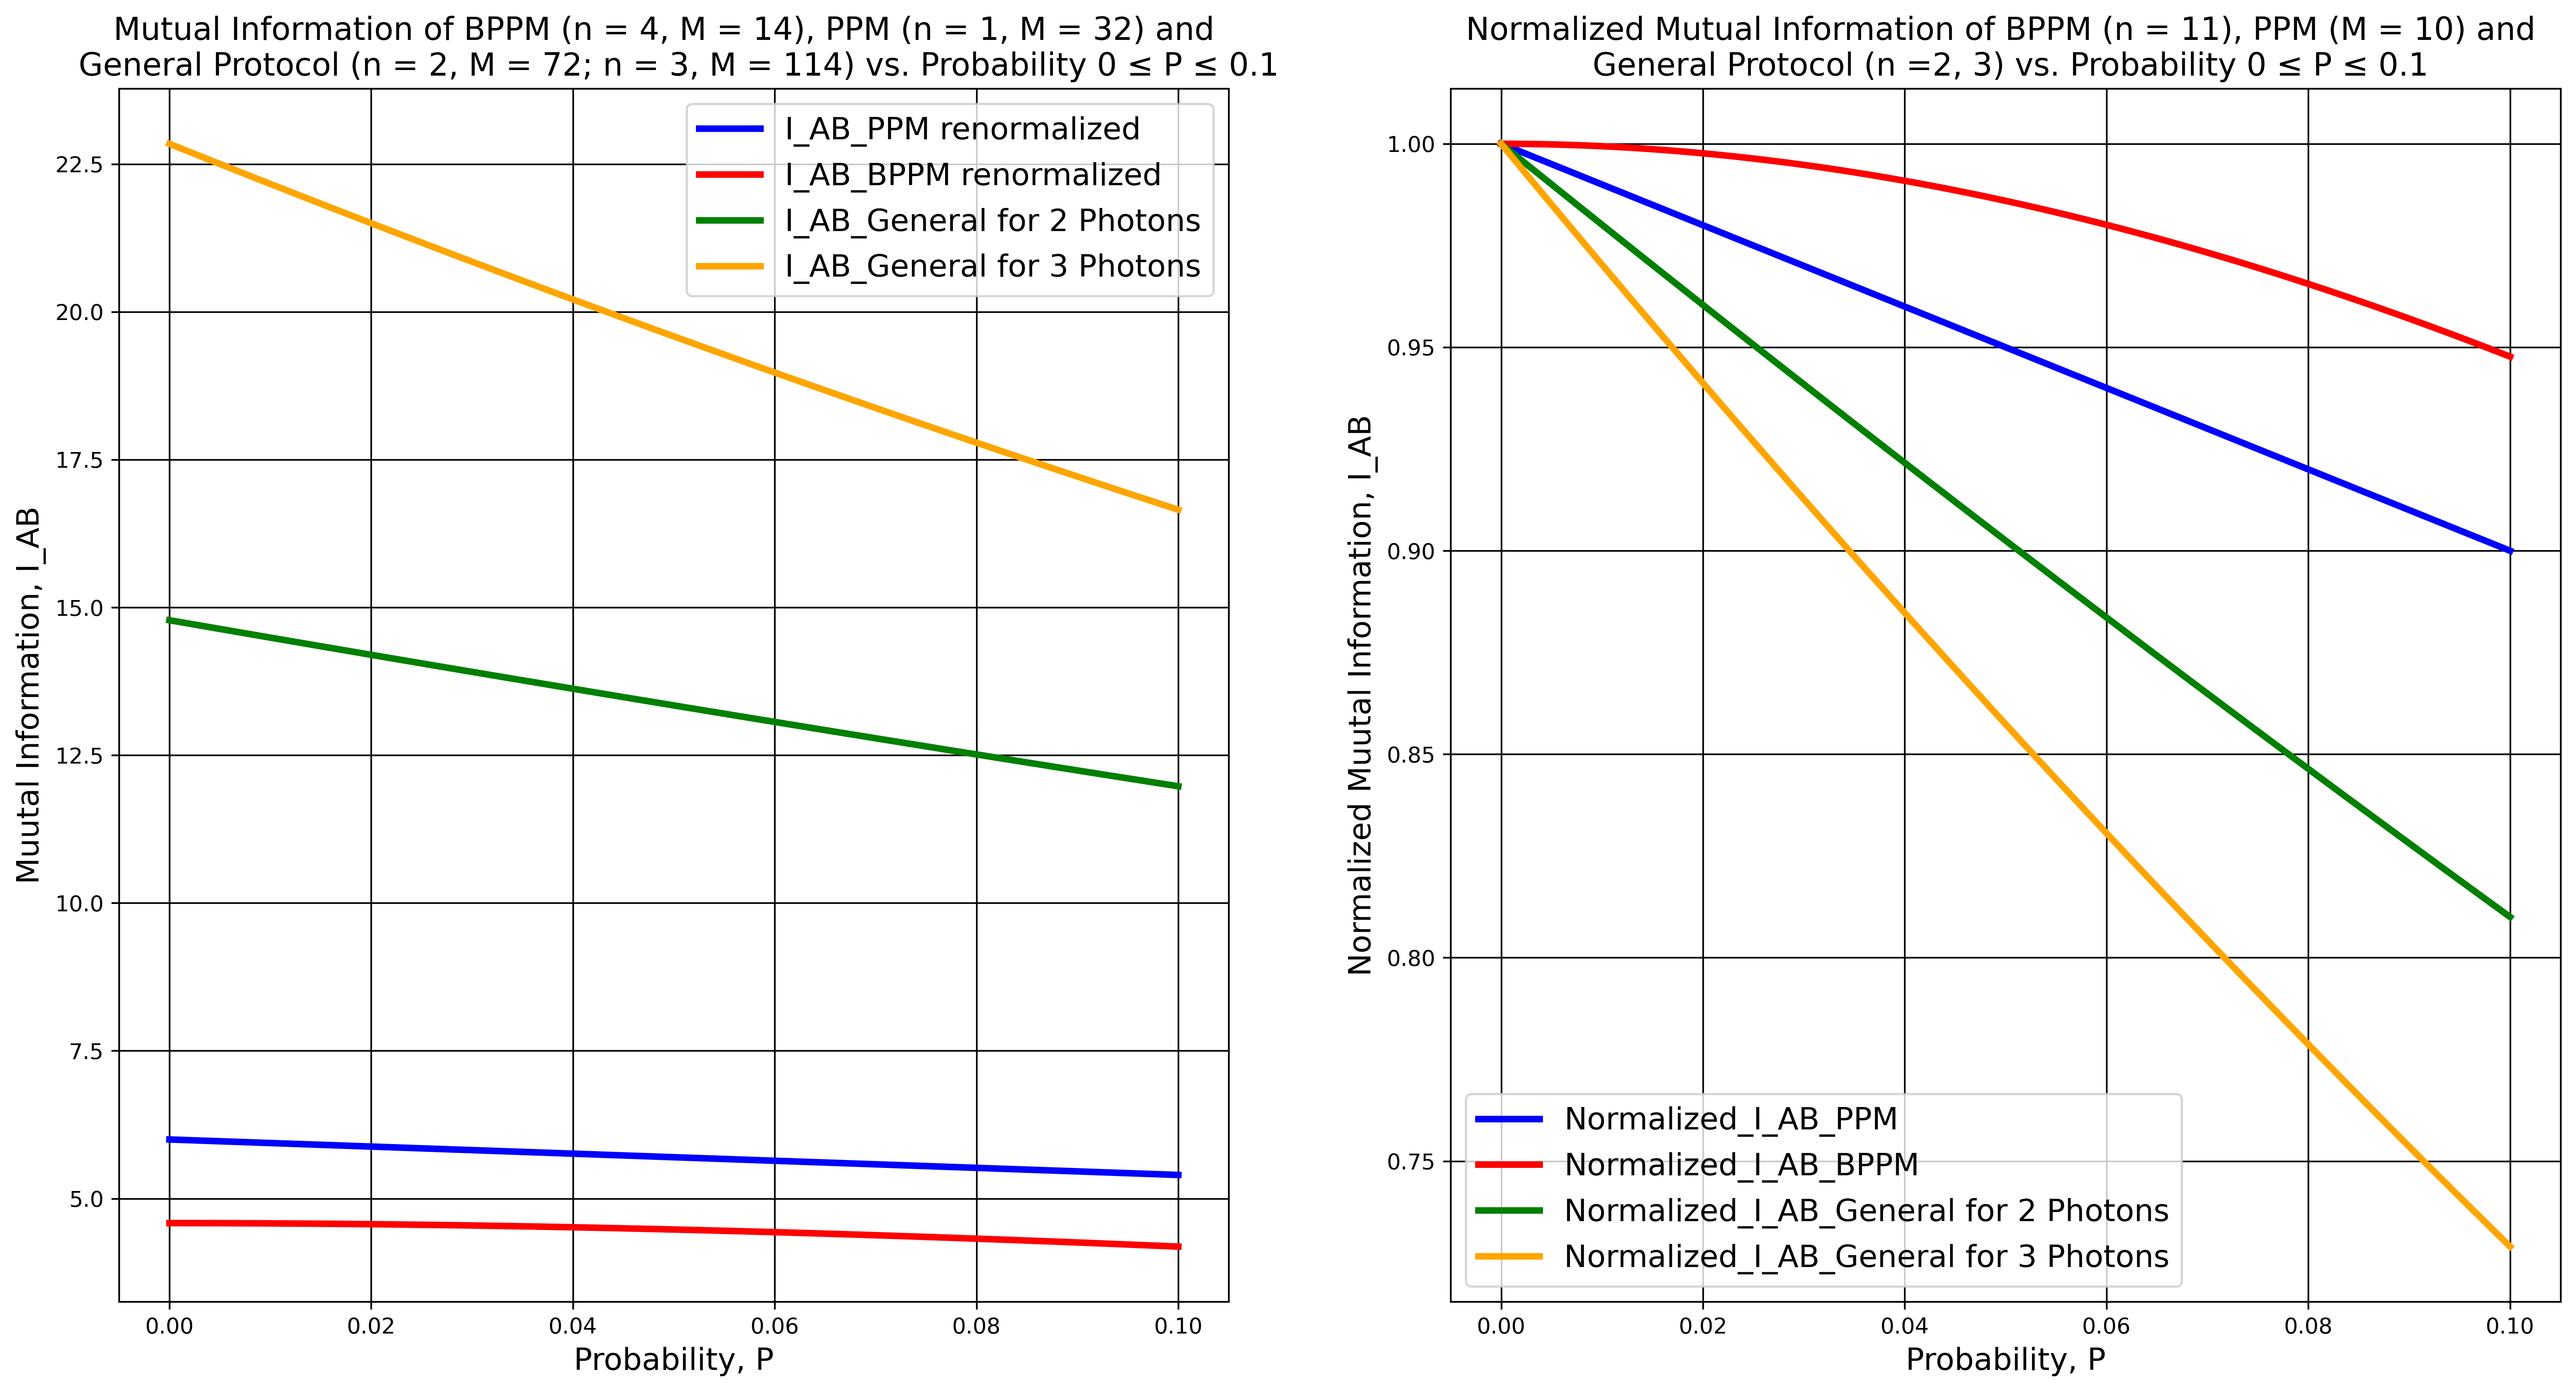 Mutual Information of BPPM (n = 4, M = 14), PPM (n = 1, M = 32) and
General Protocol (n = 2, M = 72; n = 3, M = 114) vs. Probability 0 ≤ P ≤ 0.1
I_AB_PPM renormalized
I_AB_BPPM renormalized
I_AB_General for 2 Photons
I_AB_General for 3 Photons
22.5
20.0
17.5
15.0
12.5
10.0
7.5
5.0
Muutal Information, I_AB
0.00 0.02 0.04 0.06 0.08 0.10
Probability, P
Normalized Mutual Information of BPPM (n = 11), PPM (M = 10) and
General Protocol (n =2, 3) vs. Probability 0 ≤ P ≤ 0.1
1.00
0.95
0.90
0.85
0.80
0.75
Normalized Muutal Information, I_AB
Normalized_I_AB_PPM
Normalized_I_AB_BPPM
Normalized_I_AB_General for 2 Photons
Normalized_I_AB_General for 3 Photons
0.00 0.02 0.04 0.06 0.08 0.10
Probability, P